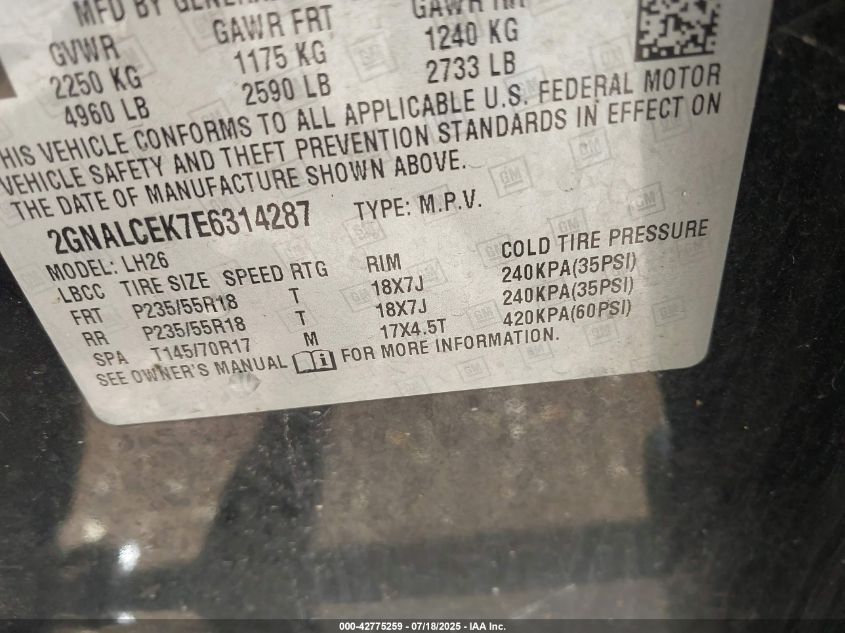 MFD BY GENERAL
GVWR GAWR FRT GAWR RR
2250 KG 1175 KG 1240 KG
4960 LB 2590 LB 2733 LB
THIS VEHICLE CONFORMS TO ALL APPLICABLE U.S. FEDERAL MOTOR
VEHICLE SAFETY AND THEFT PREVENTION STANDARDS IN EFFECT ON
THE DATE OF MANUFACTURE SHOWN ABOVE.
2GNALCEK7E6314287 TYPE: M.P.V.
MODEL: LH26
LBCC TIRE SIZE SPEED RTG RIM COLD TIRE PRESSURE
FRT P235/55R18 T 18X7J 240KPA(35PSI)
RR P235/55R18 T 18X7J 240KPA(35PSI)
SPA T145/70R17 M 17X4.5T 420KPA(60PSI)
SEE OWNER'S MANUAL FOR MORE INFORMATION.
000-42775259 - 07/18/2025 - IAA Inc.